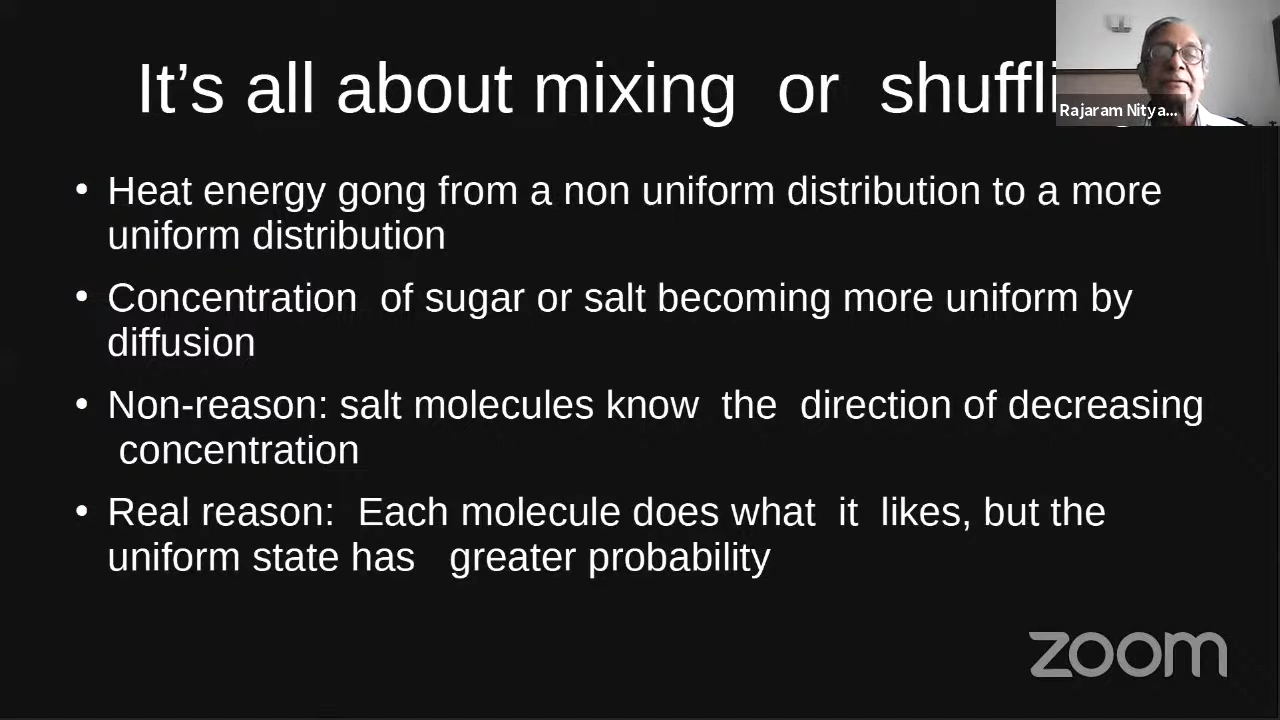 It’s all about mixing or shuffli
Rajaram Nitya...
• Heat energy gong from a non uniform distribution to a more
uniform distribution
• Concentration of sugar or salt becoming more uniform by
diffusion
• Non-reason: salt molecules know the direction of decreasing
concentration
• Real reason: Each molecule does what it likes, but the
uniform state has greater probability
zoom